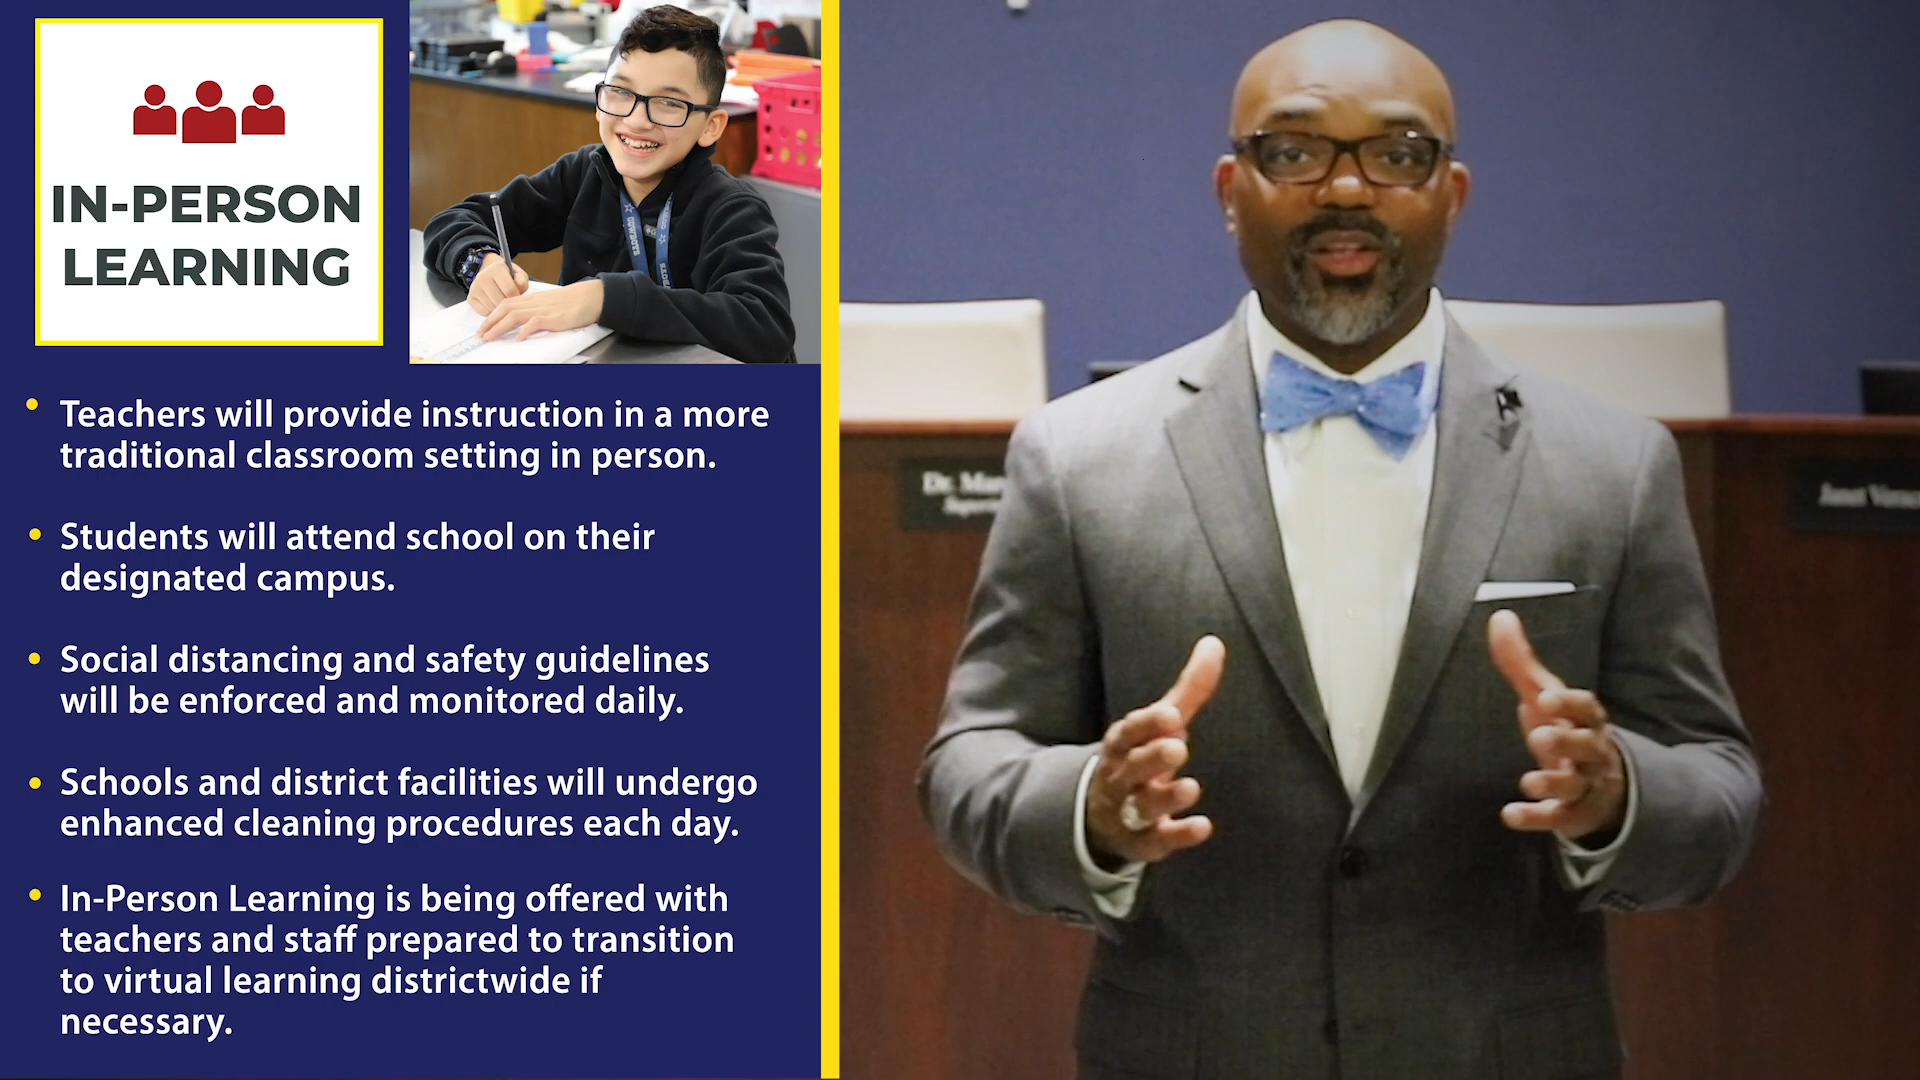 IN-PERSON
LEARNING
Teachers will provide instruction in a more
traditional classroom setting in person.
Students will attend school on their
designated campus.
Social distancing and safety guidelines
will be enforced and monitored daily.
Schools and district facilities will undergo
enhanced cleaning procedures each day.
In-Person Learning is being offered with
teachers and staff prepared to transition
to virtual learning districtwide if
necessary.
Dr.
Janet